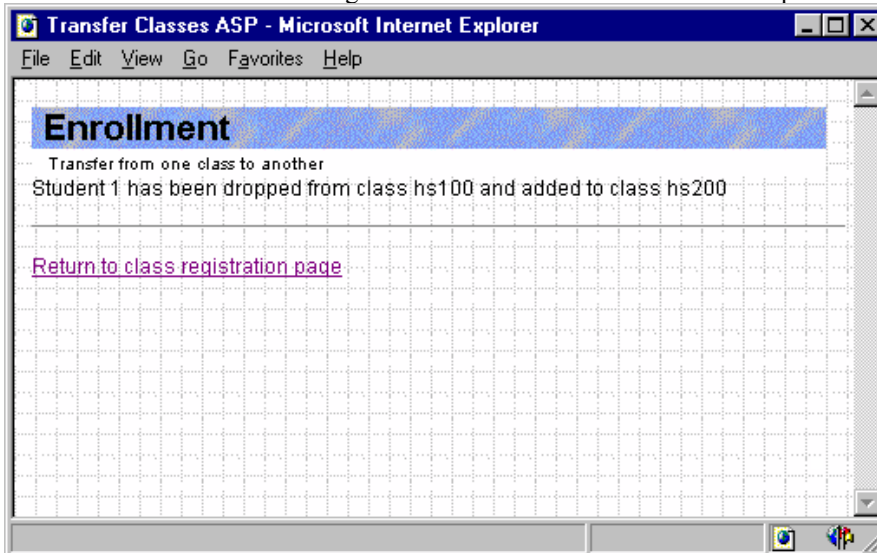 Transfer Classes ASP - Microsoft Internet Explorer
File Edit View Go Favorites Help
Enrollment
Transfer from one class to another
Student 1 has been dropped from class hs100 and added to class hs200
Return to class registration page